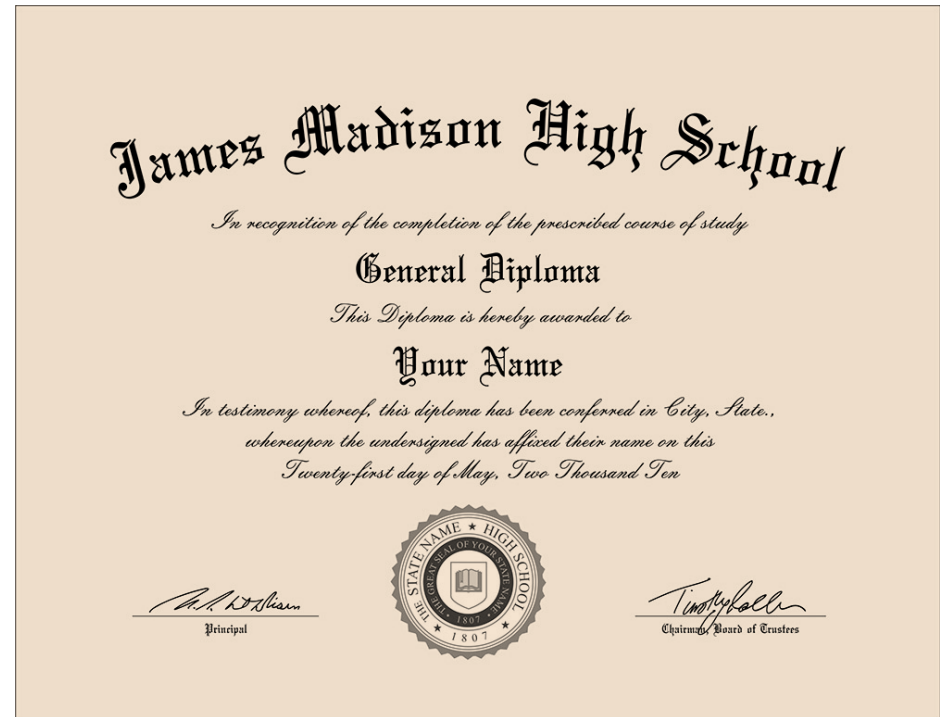 James Madison High School
In recognition of the completion of the prescribed course of study
General Diploma
This Diploma is hereby awarded to
Your Name
In testimony whereof, this diploma has been conferred in City, State.,
whereupon the undersigned has affixed their name on this
Twenty-first day of May, Two Thousand Ten
THE STATE NAME ★ HIGH SCHOOL
THE GREAT SEAL OF YOUR STATE NAME
1807
★ 1807 ★
Principal
Chairman, Board of Trustees